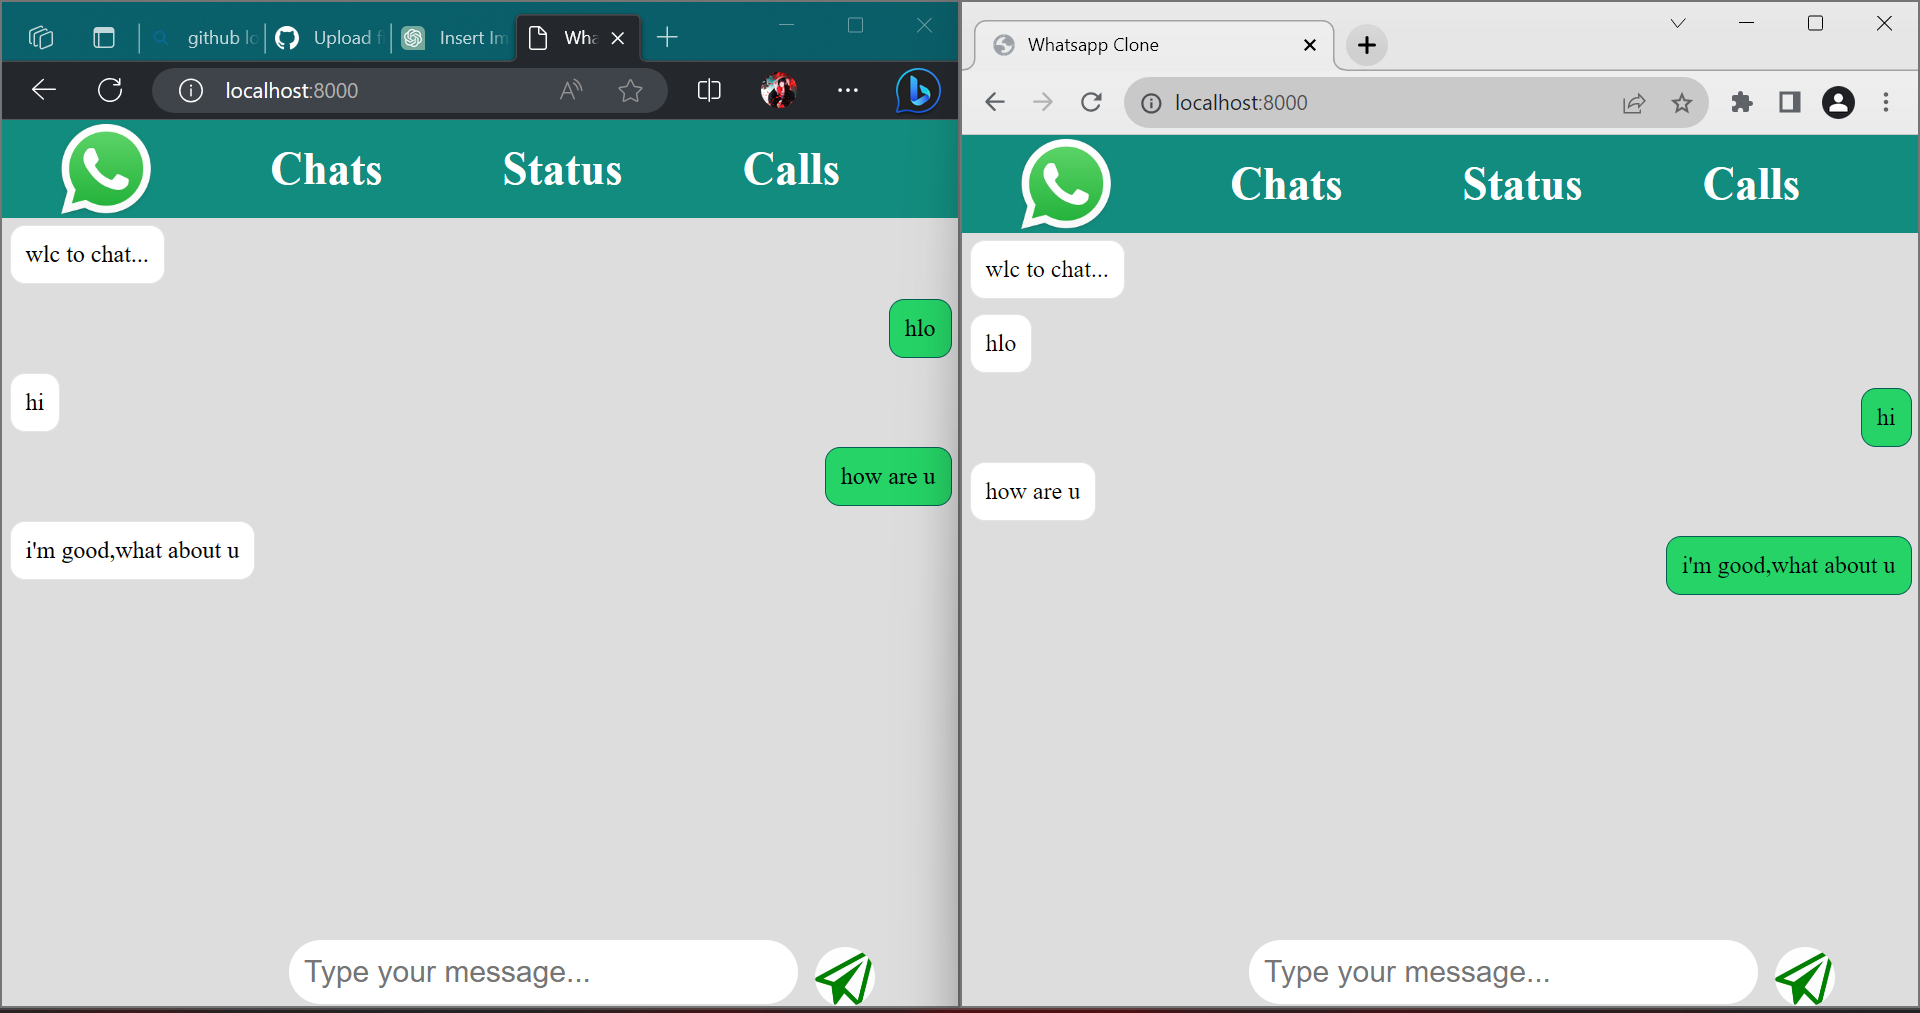 github lo
Upload f
Insert Im
Wha
localhost:8000
Chats Status Calls
wlc to chat...
hlo
hi
how are u
i'm good,what about u
Type your message...
Whatsapp Clone
localhost:8000
Chats Status Calls
wlc to chat...
hlo
hi
how are u
i'm good,what about u
Type your message...